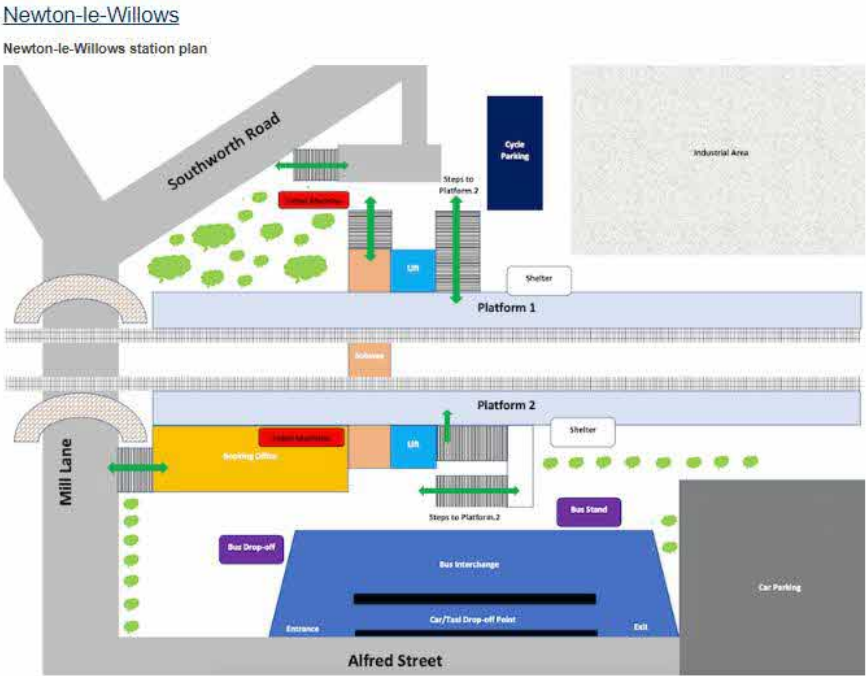 Newton-le-Willows
Newton-le-Willows station plan
Southworth Road
Cycle
Parking
Industrial Area
Steps to
Platform 2
Ticket Machine
Lift
Shelter
Platform 1
Subway
Platform 2
Mill Lane
Booking Office
Ticket Machine
Lift
Shelter
Steps to Platform.2
Bus Stand
Bus Drop-off
Bus Interchange
Car Parking
Car/Taxi Drop-off Point
Entrance
Exit
Alfred Street